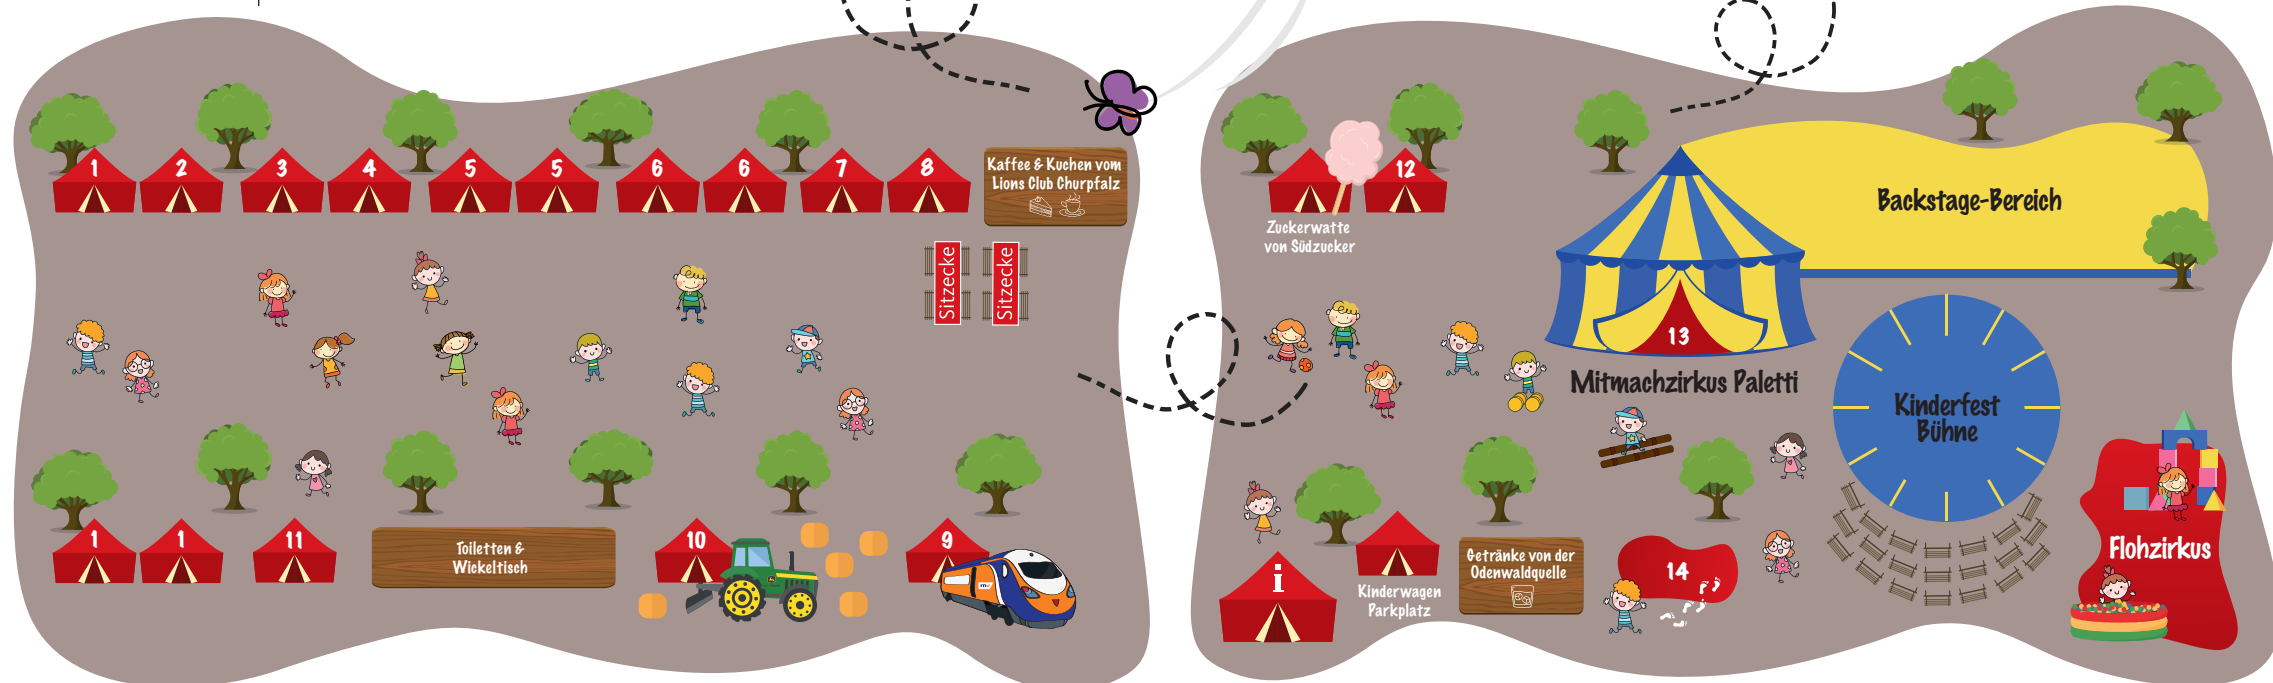 1
2
3
4
5
5
6
6
7
8
Kaffee & Kuchen vom
Lions Club Churpfalz
Sitzecke
Sitzecke
1
1
11
Toiletten &
Wickeltisch
10
9
12
Zuckerwatte
von Südzucker
Backstage-Bereich
13
Mitmachzirkus Paletti
Kinderfest
Bühne
i
Kinderwagen
Parkplatz
Getränke von der
Odenwaldquelle
14
Flohzirkus